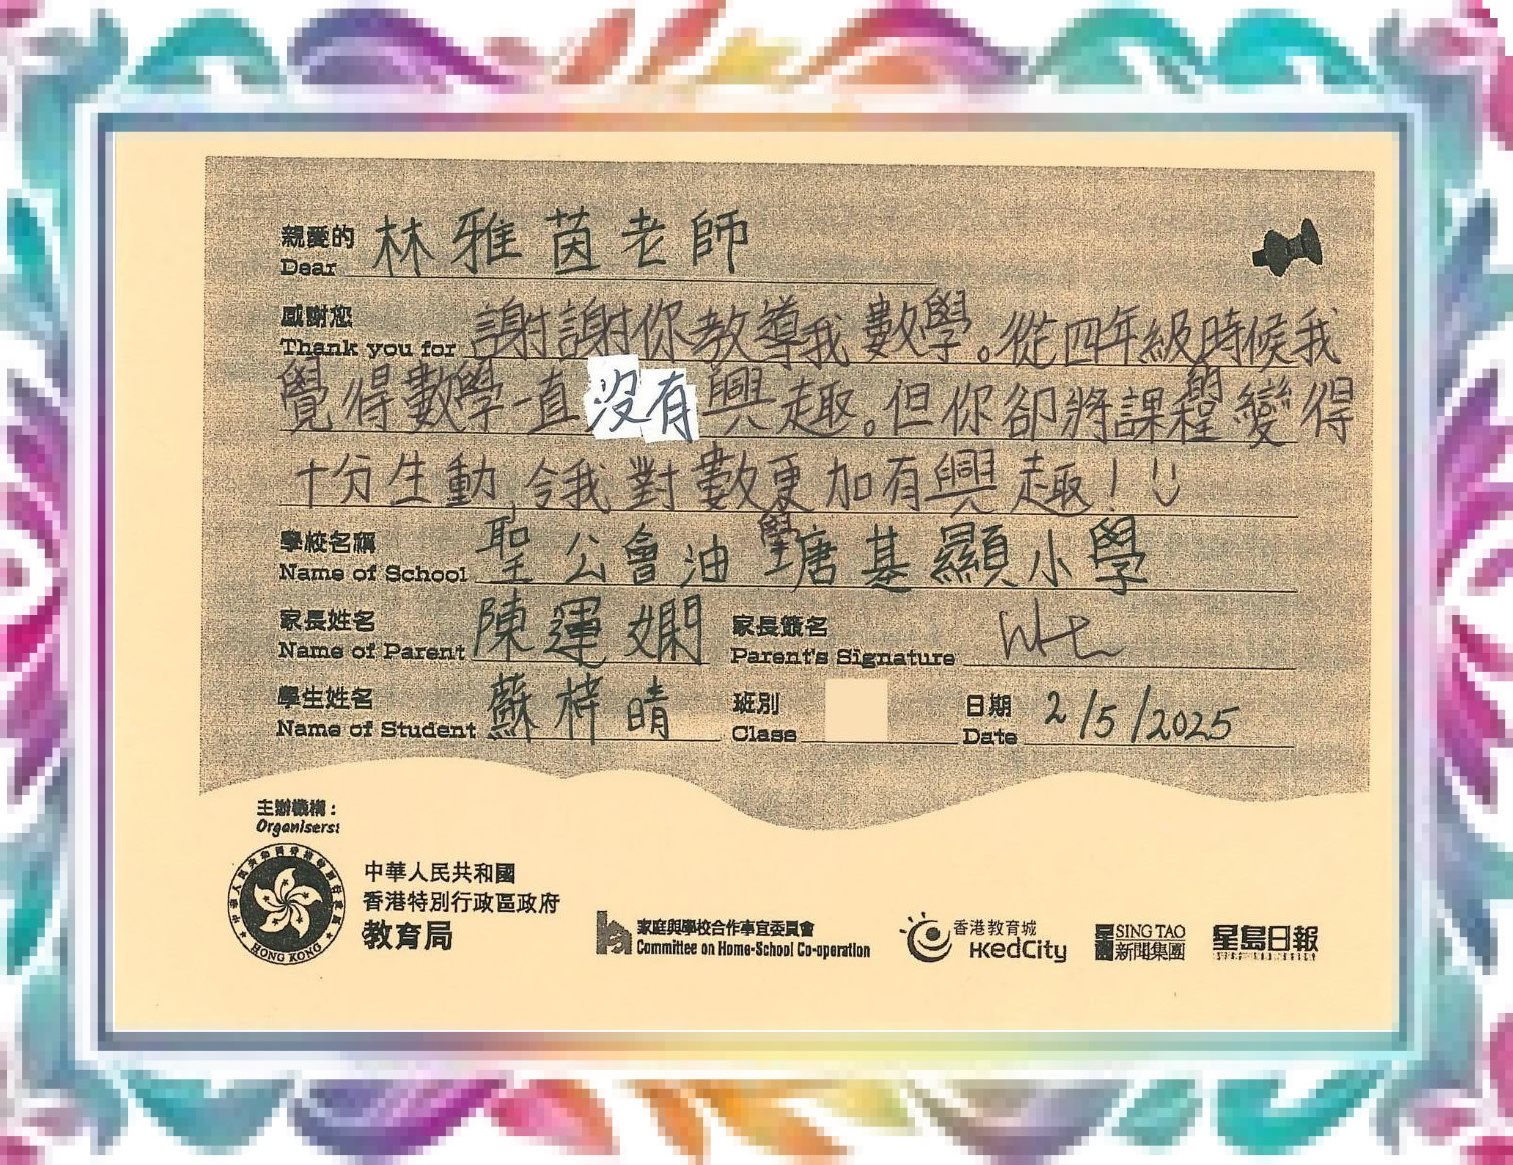 親愛的 林雅茵老師
Dear
感謝您 謝謝你教導我數學。從四年級時候我
Thank you for
覺得數學一直沒有興趣。但你卻將課程變得
的
十分生動,令我對數更加有興趣!
學
學校名稱 聖公會油塘基顯小學
Name of School
家長姓名 陳運嫻 家長簽名
Name of Parent Parent's Signature
學生姓名 蘇梓晴 班別 日期 2/5/2025
Name of Student Class Date
主辦機構:
Organisers:
HONG KONG
中華人民共和國
香港特別行政區政府
教育局
家庭與學校合作事宜委員會
Committee on Home-School Co-operation
香港教育城
HKedCity
星島 SING TAO
新聞集團
星島日報